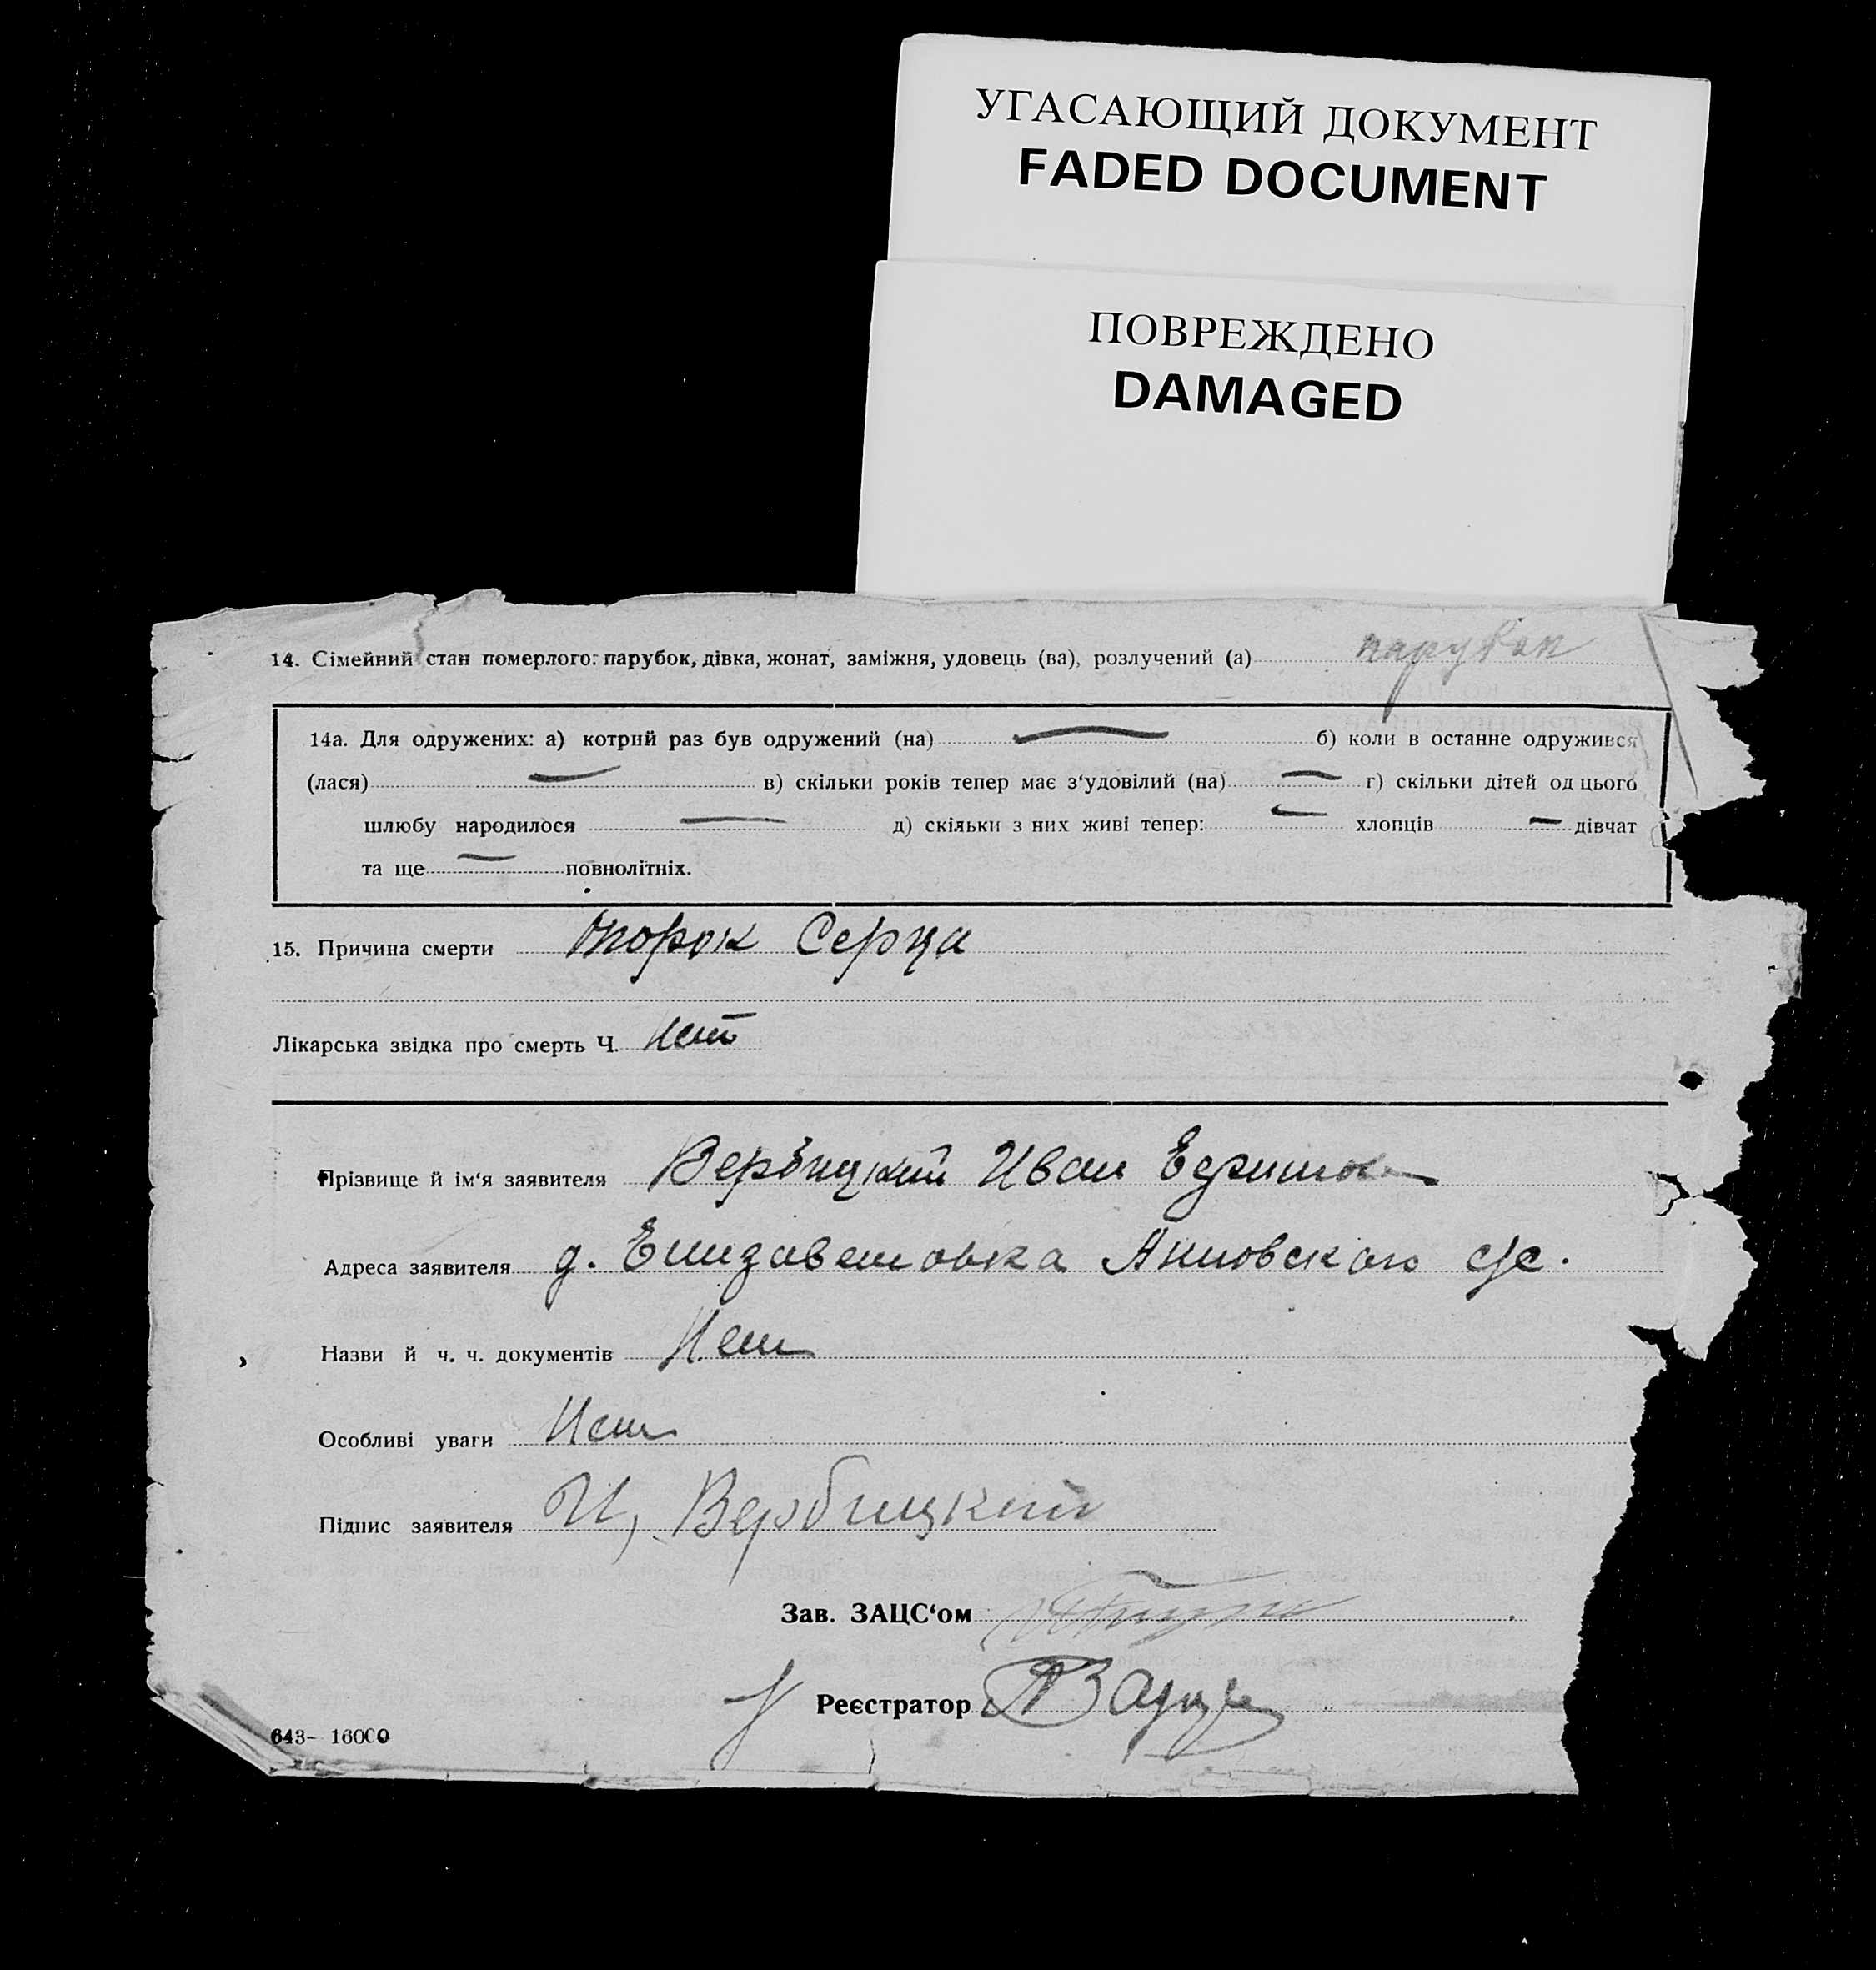 УГАСАЮЩИЙ ДОКУМЕНТ
FADED DOCUMENT
ПОВРЕЖДЕНО
DAMAGED
14. Сімейний стан померлого: парубок, дівка, жонат, заміжня, удовець (ва), розлучений (а) парубок
14а. Для одружених: а) котрий раз був одружений (на) — б) коли в останне одружився
(лася) — в) скільки років тепер має з‘удовілий (на) — г) скільки дітей од цього
шлюбу народилося — д) скільки з них живі тепер: — хлопців — дівчат
та ще — повнолітніх.
15. Причина смерти порок Серца
Лікарська звідка про смерть Ч. Нет
Прізвище й ім‘я заявителя Вербицкий Иван Ефимов
Адреса заявителя д. Елизаветовка Анновского с/с.
Назви й ч. ч. документів Нет
Особливі уваги Нет
Підпис заявителя И, Вербицкий
Зав. ЗАЦС‘ом
Реєстратор
643– 16000